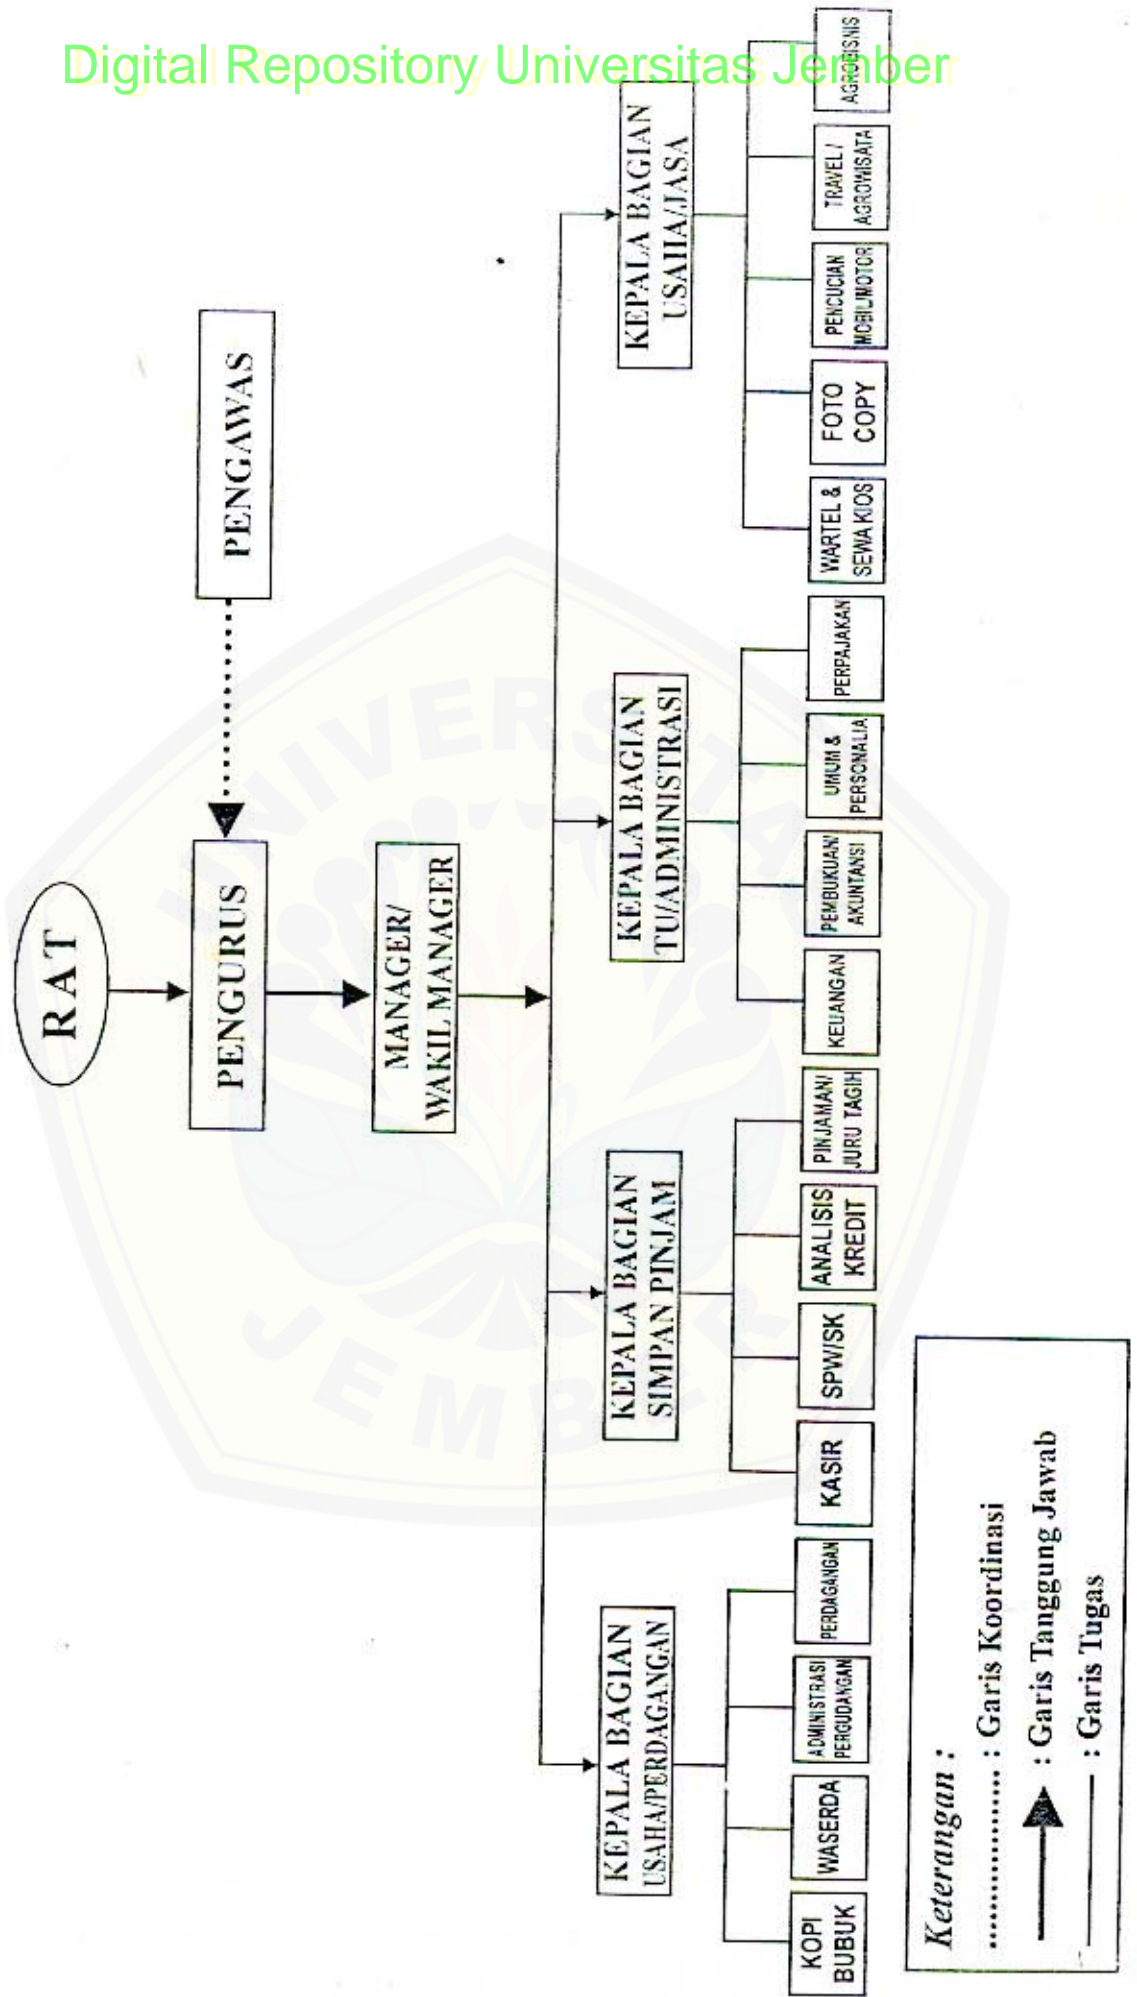 Digital Repository Universitas Jember
RAT
PENGAWAS
PENGURUS
MANAGER/
WAKIL MANAGER
KEPALA BAGIAN
USAHA/PERDAGANGAN
KEPALA BAGIAN
SIMPAN PINJAM
KEPALA BAGIAN
TU/ADMINISTRASI
KEPALA BAGIAN
USAHA/JASA
KOPI
BUBUK
WASERDA
ADMINISTRASI
PERGUDANGAN
PERDAGANGAN
KASIR
SPW/SK
ANALISIS
KREDIT
PINJAMAN/
JURU TAGIH
KEUANGAN
PEMBUKUAN/
AKUNTANSI
UMUM &
PERSONALIA
PERPAJAKAN
WARTEL &
SEWA KIOS
FOTO
COPY
PENCUCIAN
MOBIL/MOTOR
TRAVEL/
AGROWISATA
AGROBISNIS
Keterangan :
: Garis Koordinasi
: Garis Tanggung Jawab
: Garis Tugas
UNIVERSITAS
JEMBER